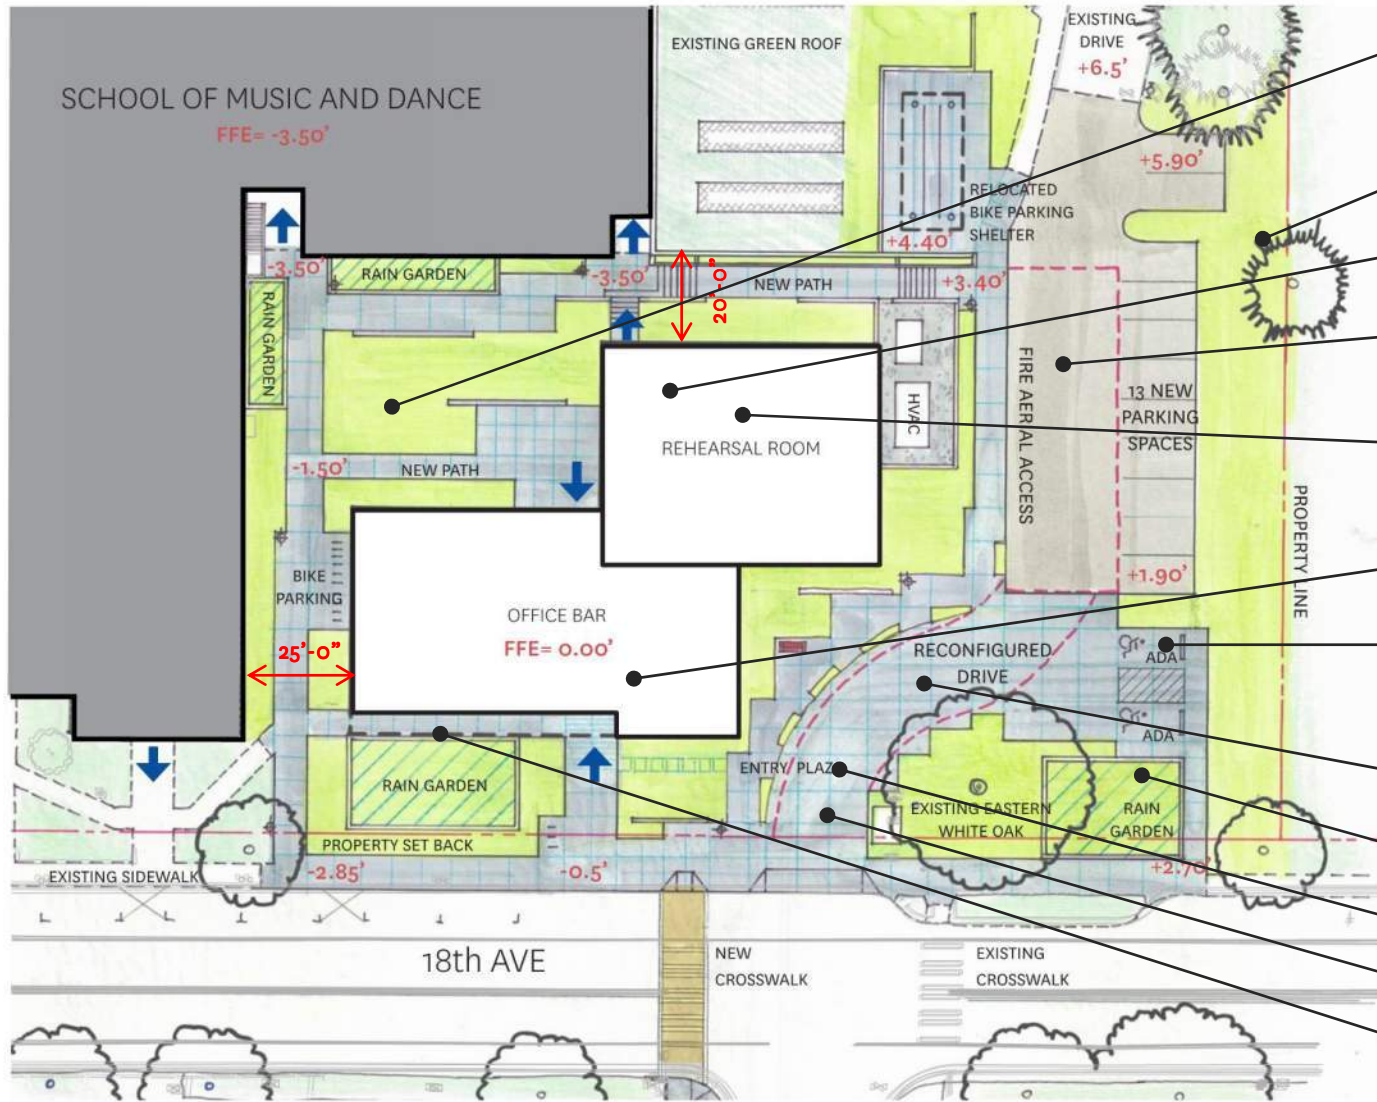 EXISTING GREEN ROOF
EXISTING
DRIVE
+6.5'
SCHOOL OF MUSIC AND DANCE
FFE= -3.50'
+5.90'
RELOCATED
BIKE PARKING
SHELTER
+4.40'
-3.50'
RAIN GARDEN
-3.50'
20'-0"
NEW PATH
+3.40'
RAIN GARDEN
FIRE AERIAL ACCESS
13 NEW
PARKING
SPACES
HVAC
REHEARSAL ROOM
-1.50'
NEW PATH
PROPERTY LINE
BIKE
PARKING
+1.90'
OFFICE BAR
FFE= 0.00'
25'-0"
RECONFIGURED
DRIVE
ADA
ADA
ENTRY PLAZ
RAIN GARDEN
EXISTING EASTERN
WHITE OAK
RAIN
GARDEN
PROPERTY SET BACK
EXISTING SIDEWALK
-2.85'
-0.5'
+2.70'
18th AVE
NEW
CROSSWALK
EXISTING
CROSSWALK